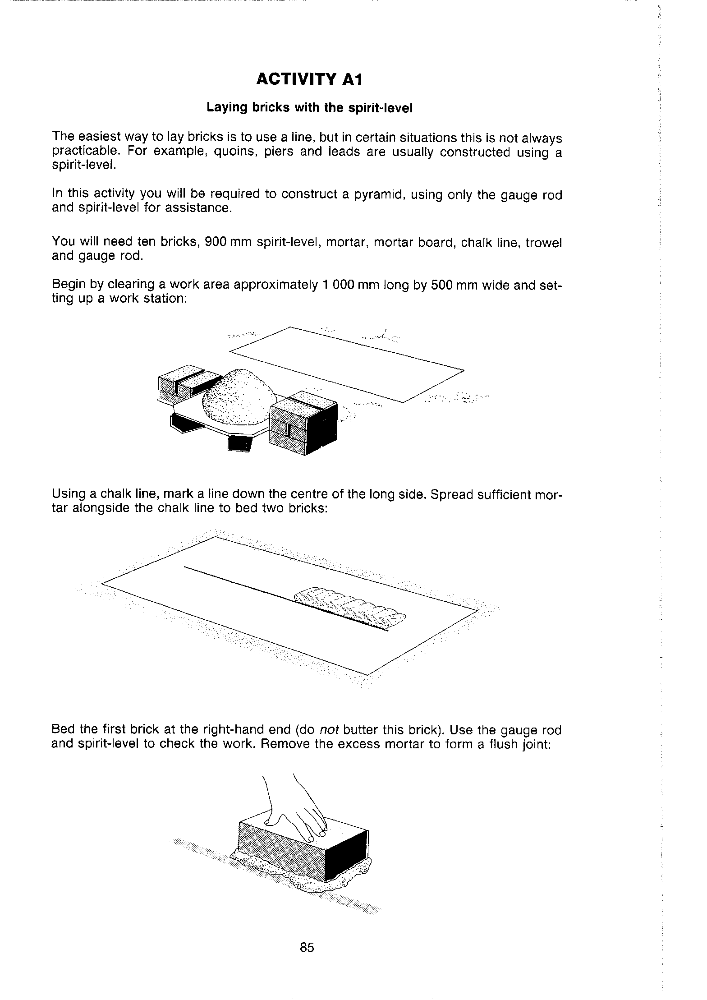 ACTIVITY A1
Laying bricks with the spirit-level
The easiest way to lay bricks is to use a line, but in certain situations this is not always
practicable. For example, quoins, piers and leads are usually constructed using a
spirit-level.
In this activity you will be required to construct a pyramid, using only the gauge rod
and spirit-level for assistance.
You will need ten bricks, 900 mm spirit-level, mortar, mortar board, chalk line, trowel
and gauge rod.
Begin by clearing a work area approximately 1 000 mm long by 500 mm wide and set-
ting up a work station:
Using a chalk line, mark a line down the centre of the long side. Spread sufficient mor-
tar alongside the chalk line to bed two bricks:
Bed the first brick at the right-hand end (do not butter this brick). Use the gauge rod
and spirit-level to check the work. Remove the excess mortar to form a flush joint:
85